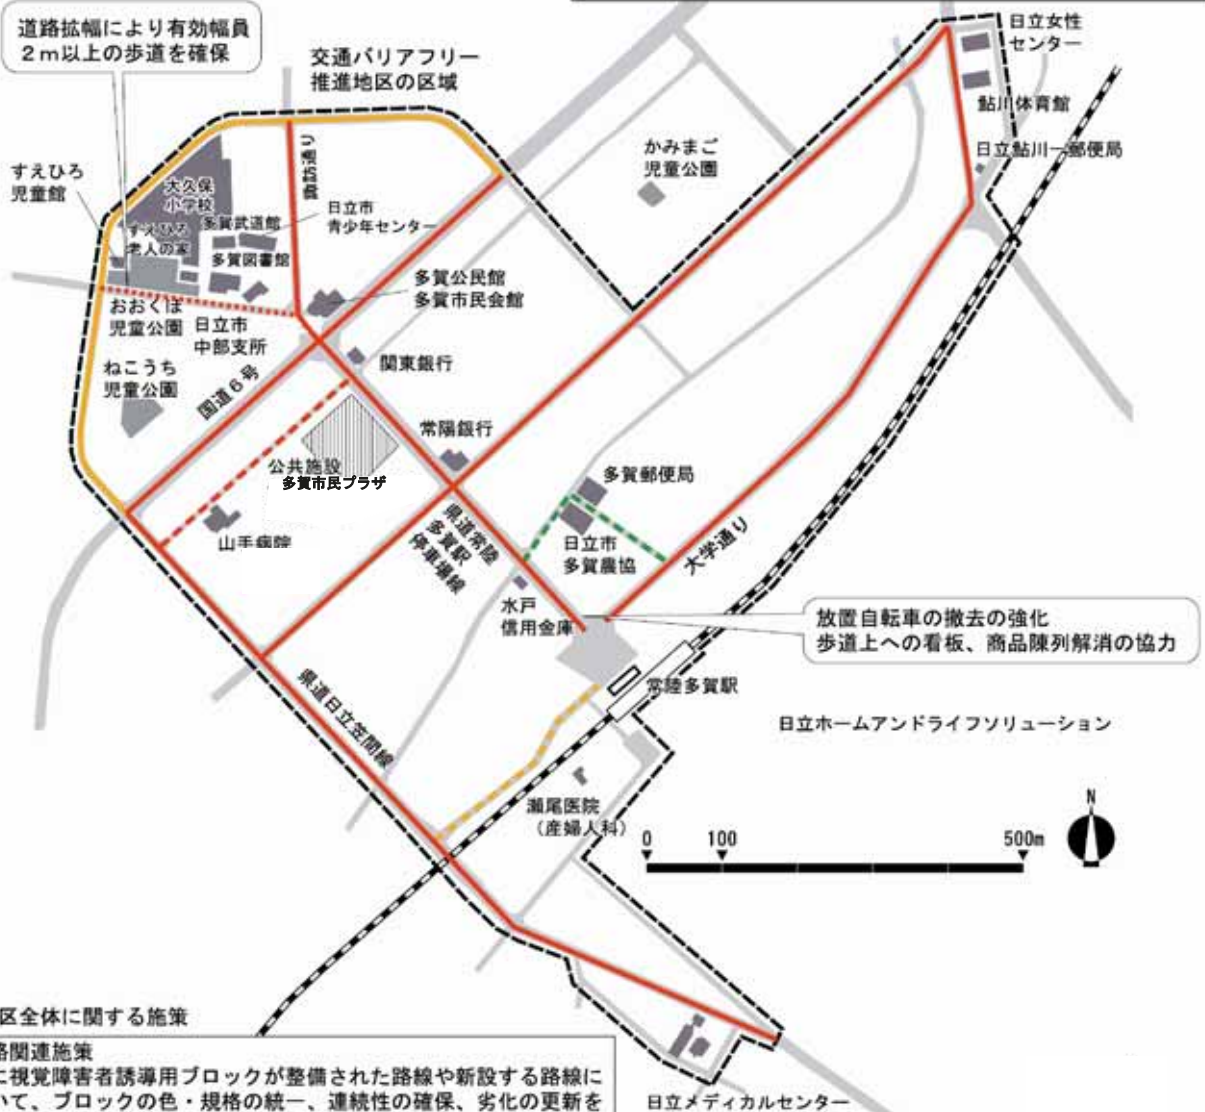 道路拡幅により有効幅員
2m以上の歩道を確保
交通バリアフリー
推進地区の区域
日立女性
センター
鮎川体育館
日立鮎川一郵便局
かみまご
児童公園
すえひろ
児童館
大久保
小学校
諏訪通り
多賀武道館
日立市
青少年センター
すえひろ
老人の家
多賀図書館
多賀公民館
多賀市民会館
おおくぼ
児童公園
日立市
中部支所
ねこうち
児童公園
国道6号
関東銀行
常陽銀行
公共施設
多賀市民プラザ
山手病院
多賀郵便局
県道常陸
多賀駅
停車場線
日立市
多賀農協
大学通り
水戸
信用金庫
放置自転車の撤去の強化
歩道上への看板、商品陳列解消の協力
常陸多賀駅
県道日立笠間線
日立ホームアンドライフソリューション
瀬尾医院
(産婦人科)
N
0 100 500m
区全体に関する施策
路関連施策
に視覚障害者誘導用ブロックが整備された路線や新設する路線に
いて、ブロックの色・規格の統一、連続性の確保、劣化の更新を
日立メディカルセンター